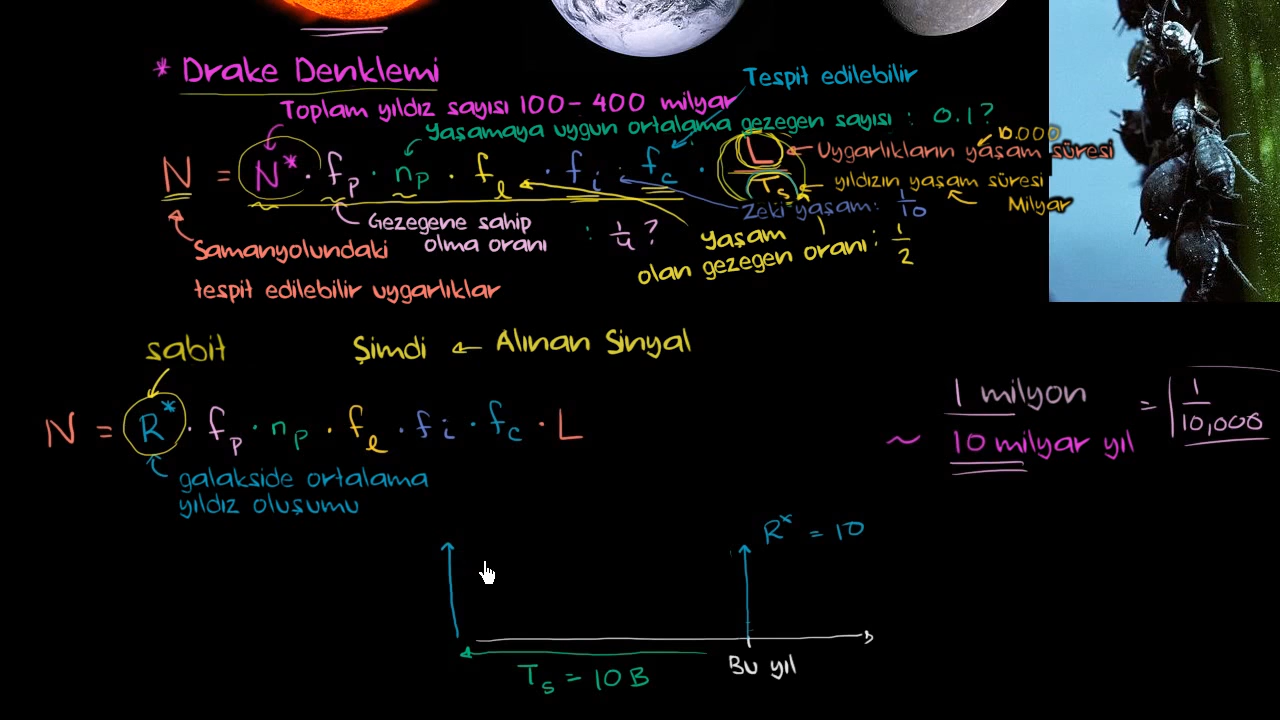 * Drake Denklemi
Tespit edilebilir
Toplam yıldız sayısı 100 - 400 milyar
Yaşamaya uygun ortalama gezegen sayısı : 0.1?
10.000
N = N* · fp · np · fe · fi · fc · L/Ts
Uygarlıkların yaşam süresi
yıldızın yaşam süresi
Milyar
Zeki yaşam: 1/10
Gezegene sahip
olma oranı : 1/4 ?
yaşam
olan gezegen oranı: 1/2
Samanyolundaki
tespit edilebilir uygarlıklar
sabit
Şimdi ← Alınan Sinyal
N = R* · fp · np · fe · fi · fc · L
galakside ortalama
yıldız oluşumu
~ 1 milyon / 10 milyar yıl = 1/10,000
R* = 10
Bu yıl
Ts = 10 B